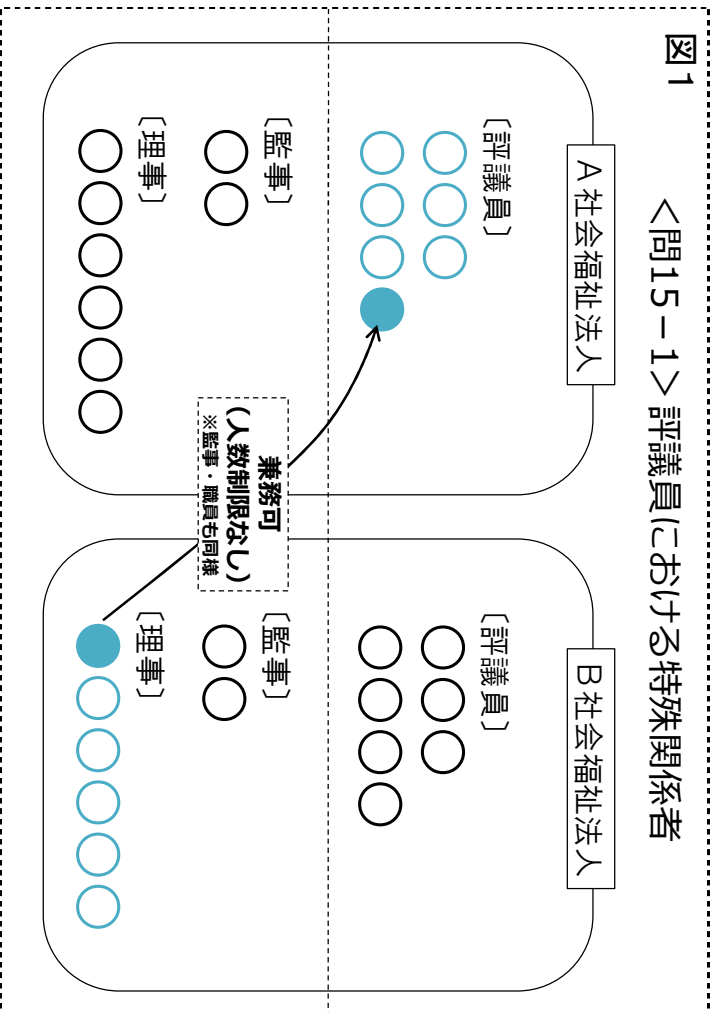 図1
<問15－1>評議員における特殊関係者
A社会福祉法人
〔評議員〕
〔監事〕
〔理事〕
兼務可
(人数制限なし)
※監事・職員も同様
B社会福祉法人
〔評議員〕
〔監事〕
〔理事〕